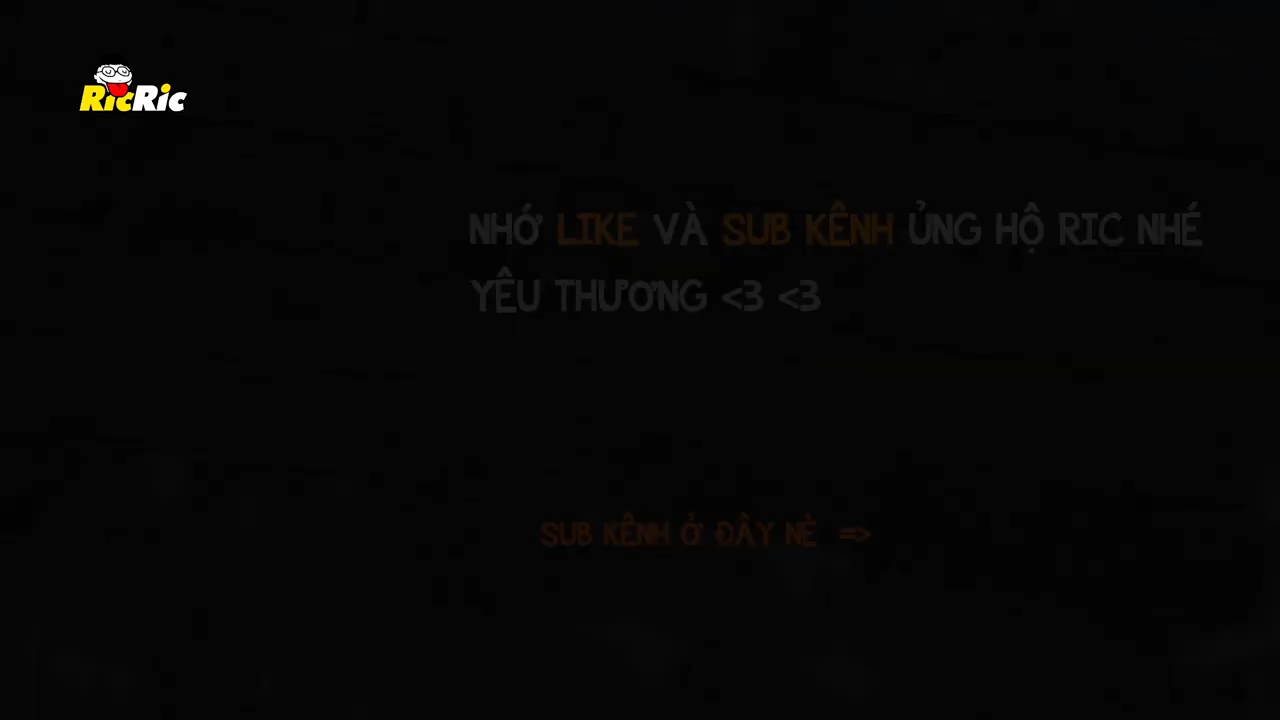 RicRic
NHỚ LIKE VÀ SUB KÊNH ỦNG HỘ RIC NHÉ
YÊU THƯƠNG <3 <3
SUB KÊNH Ở ĐÂY NÈ =>